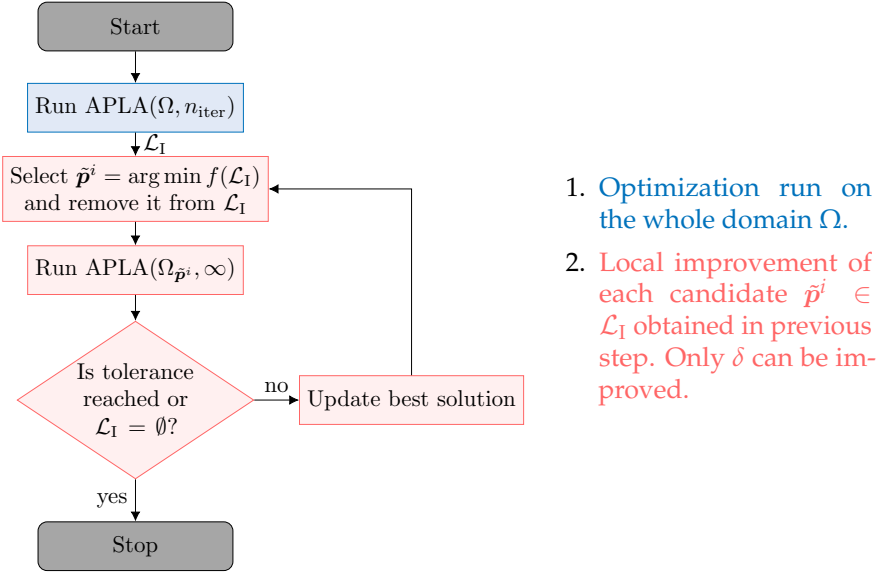 Start
Run APLA(Ω, n_iter)
𝓛_I
Select p̃^i = arg min f(𝓛_I)
and remove it from 𝓛_I
Run APLA(Ω_p̃^i, ∞)
Is tolerance
reached or
𝓛_I = ∅?
no
Update best solution
yes
Stop
1. Optimization run on
the whole domain Ω.
2. Local improvement of
each candidate p̃^i ∈
𝓛_I obtained in previous
step. Only δ can be im-
proved.